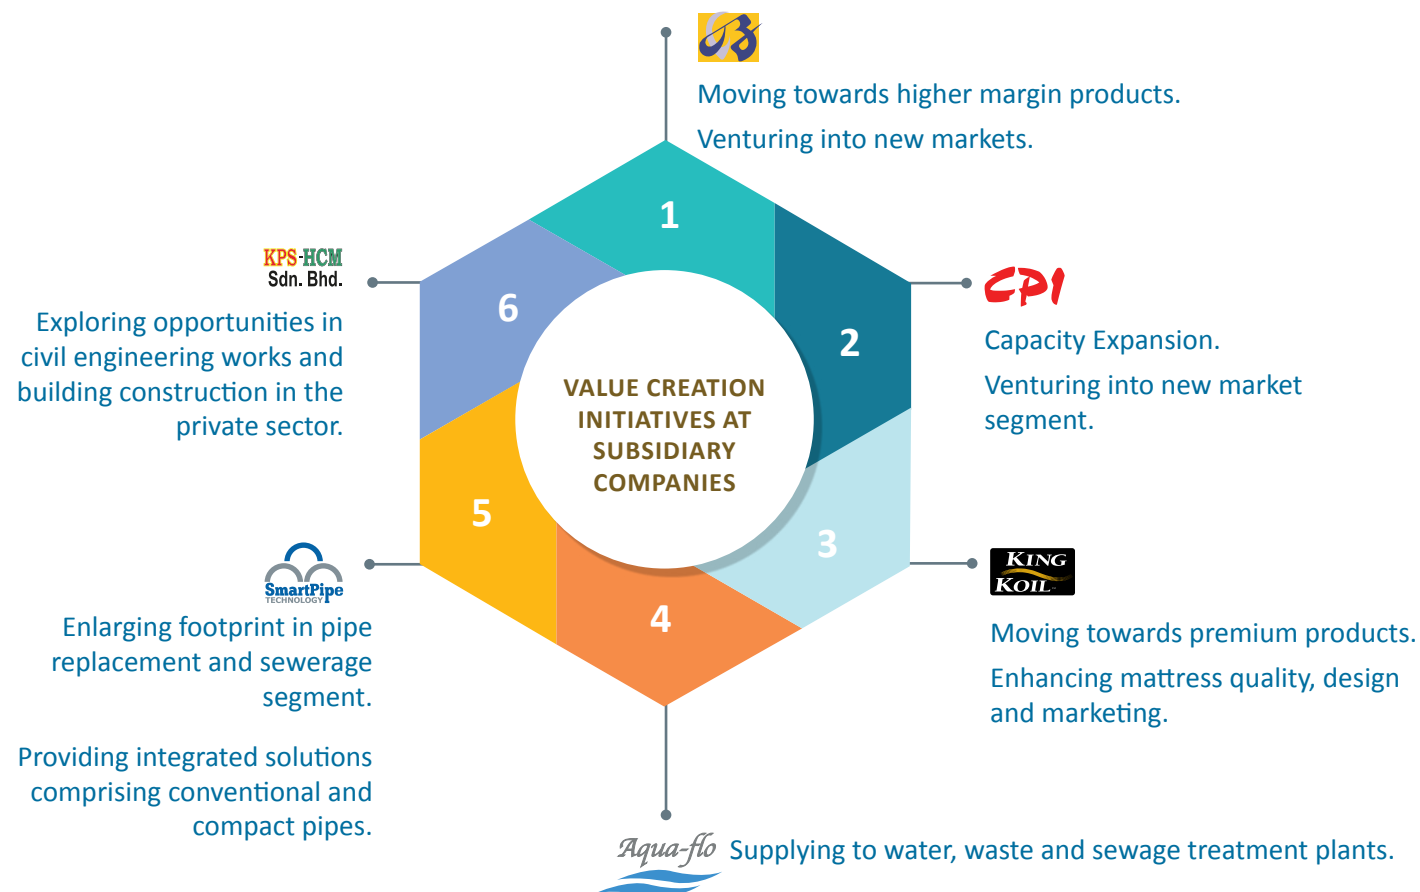 Moving towards higher margin products.
Venturing into new markets.
1
2
3
4
5
6
VALUE CREATION
INITIATIVES AT
SUBSIDIARY
COMPANIES
CPI
Capacity Expansion.
Venturing into new market
segment.
KING
KOIL
Moving towards premium products.
Enhancing mattress quality, design
and marketing.
Aqua-flo
Supplying to water, waste and sewage treatment plants.
SmartPipe
TECHNOLOGY
Enlarging footprint in pipe
replacement and sewerage
segment.
Providing integrated solutions
comprising conventional and
compact pipes.
KPS-HCM
Sdn. Bhd.
Exploring opportunities in
civil engineering works and
building construction in the
private sector.